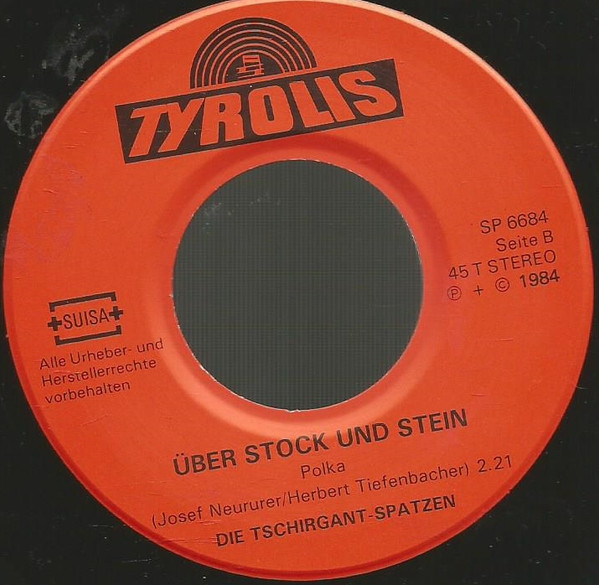 TYROLIS
SP 6684
Seite B
45 T STEREO
Ⓟ + © 1984
SUISA
Alle Urheber- und
Herstellerrechte
vorbehalten
ÜBER STOCK UND STEIN
Polka
(Josef Neururer/Herbert Tiefenbacher) 2.21
DIE TSCHIRGANT-SPATZEN